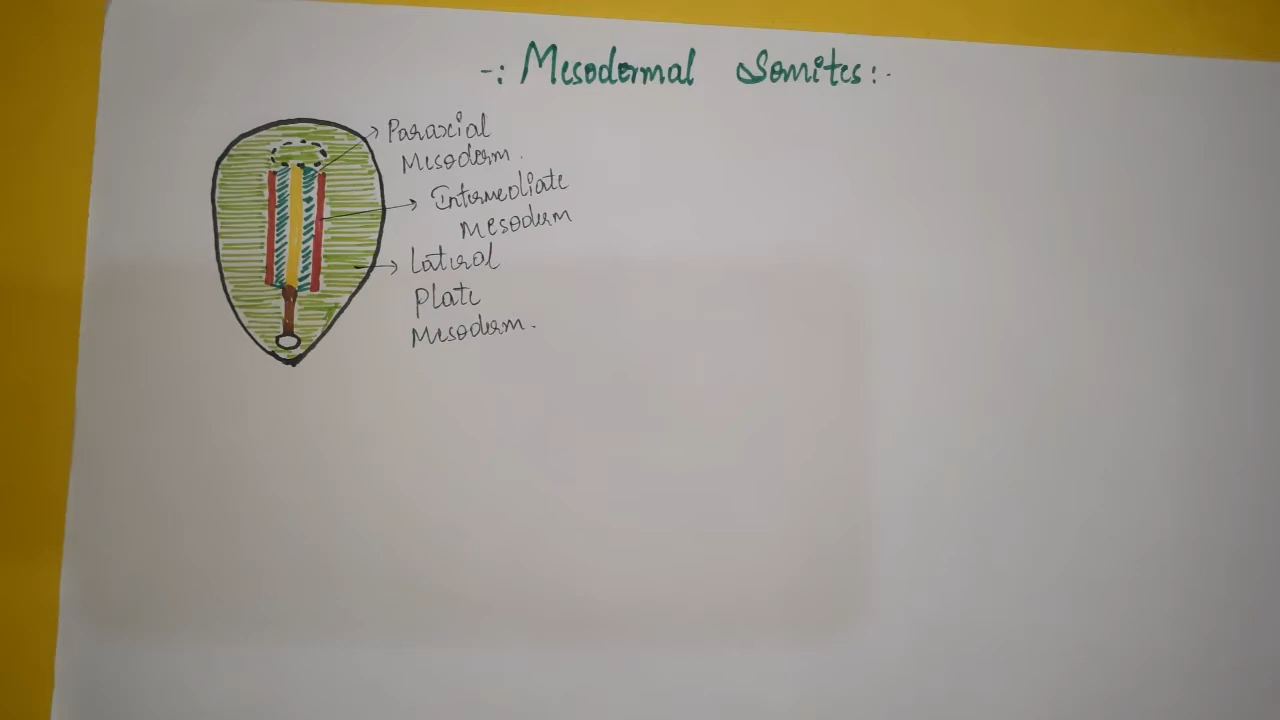 -: Mesodermal Somites:-
Paraxial
Mesoderm.
Intermediate
Mesoderm
Lateral
Plate
Mesoderm.